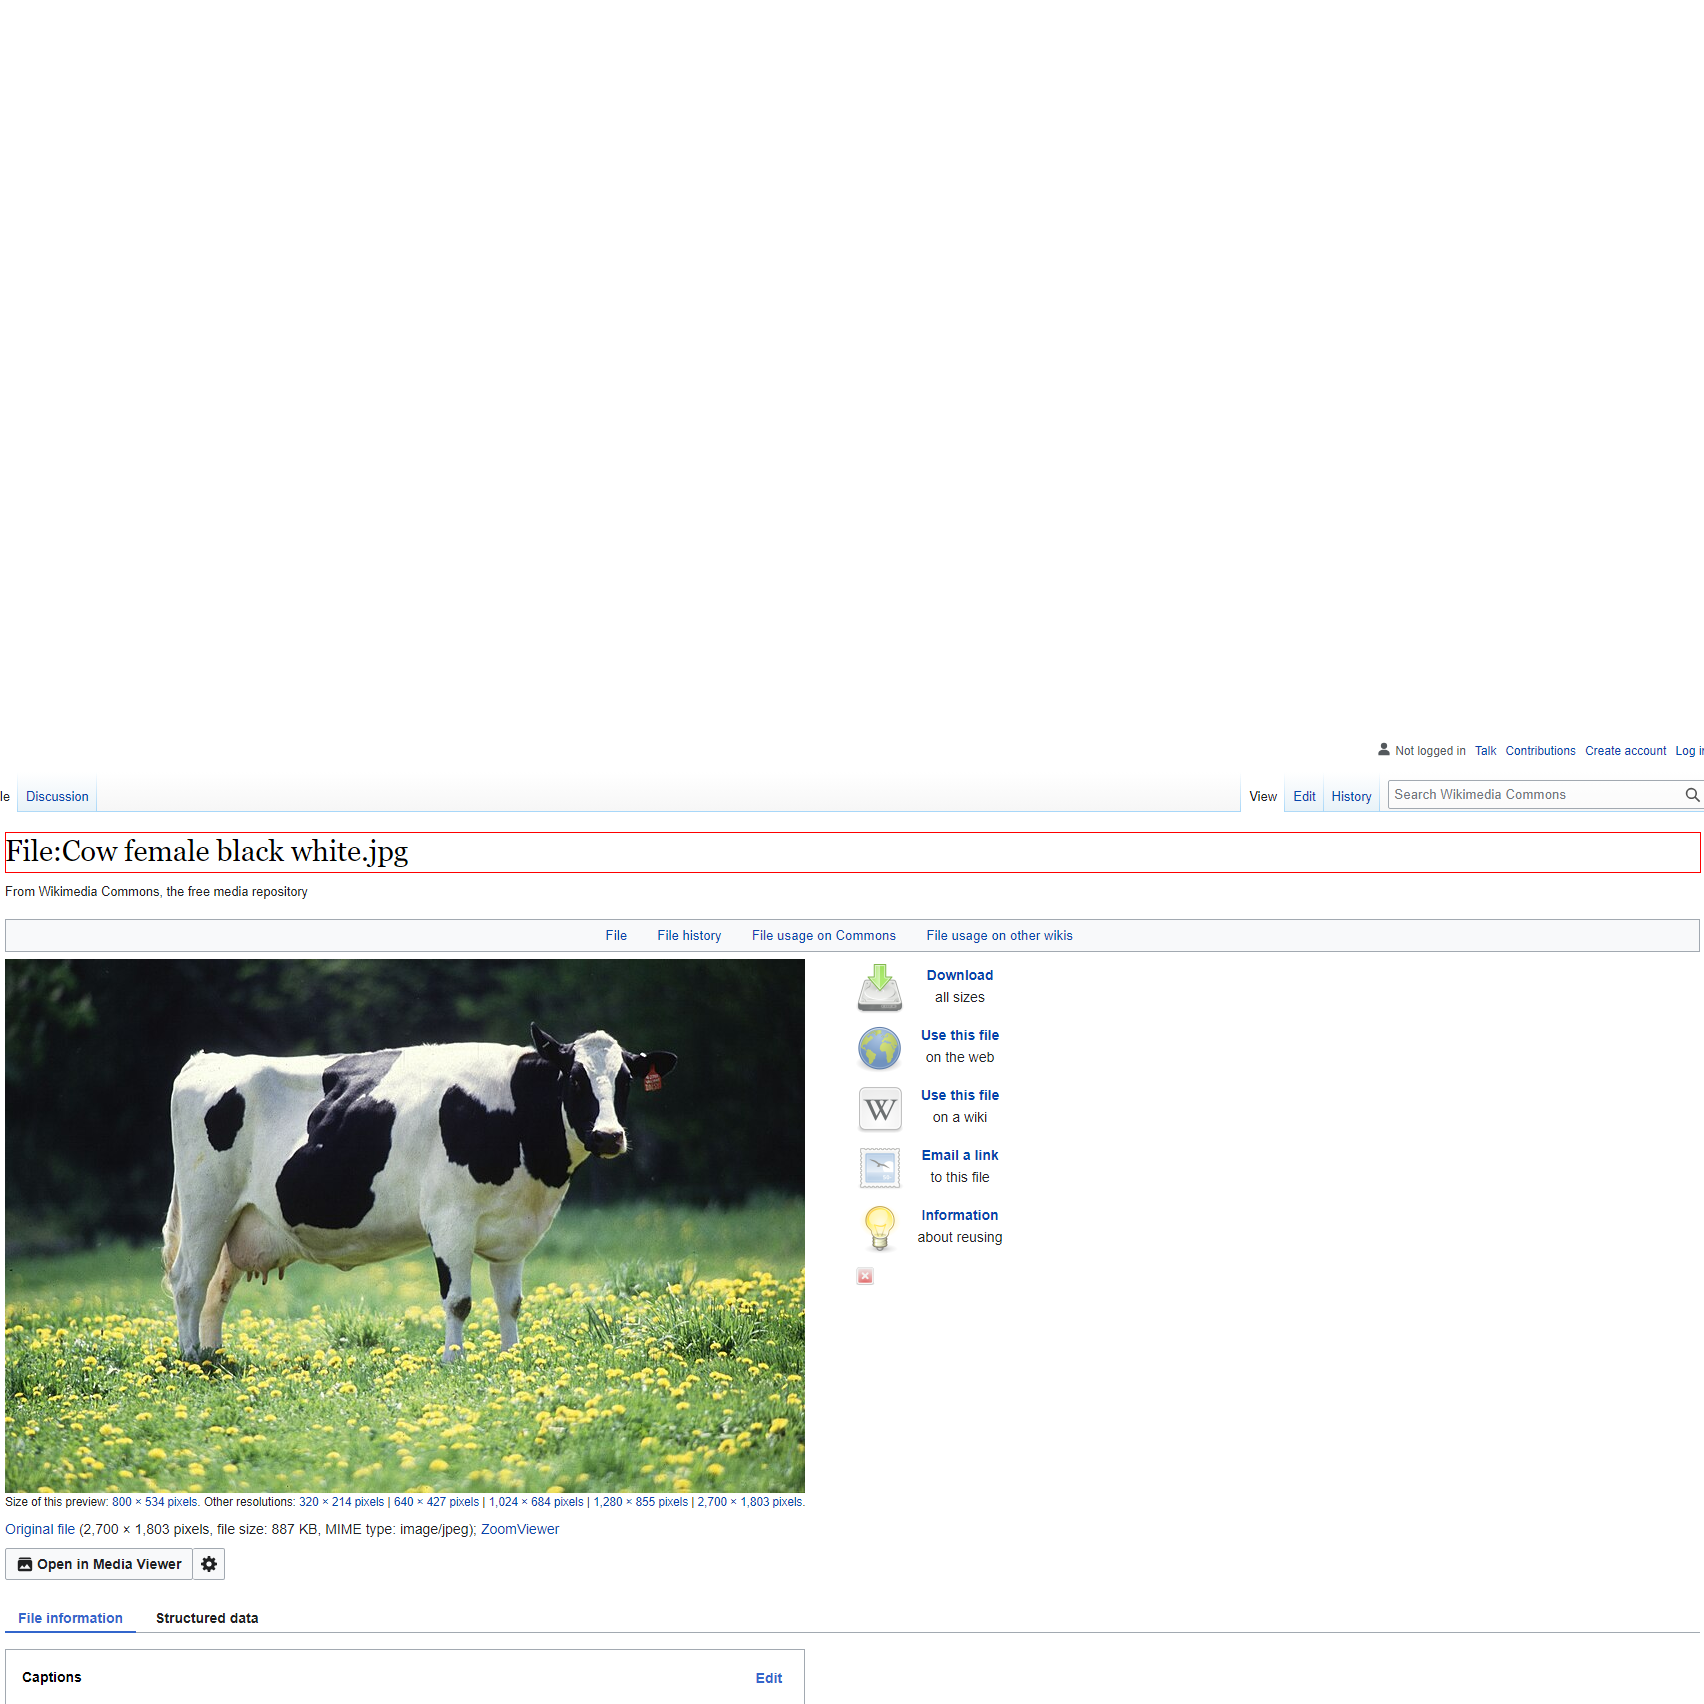 Not logged in Talk Contributions Create account
le Discussion View Edit History Search Wikimedia Commons
File:Cow female black white.jpg
From Wikimedia Commons, the free media repository
File File history File usage on Commons File usage on other wikis
Download
all sizes
Use this file
on the web
W
Use this file
on a wiki
Email a link
to this file
Information
about reusing
Size of this preview: 800 × 534 pixels. Other resolutions: 320 × 214 pixels | 640 × 427 pixels | 1,024 × 684 pixels | 1,280 × 855 pixels | 2,700 × 1,803 pixels.
Original file (2,700 × 1,803 pixels, file size: 887 KB, MIME type: image/jpeg); ZoomViewer
Open in Media Viewer
File information Structured data
Captions Edit